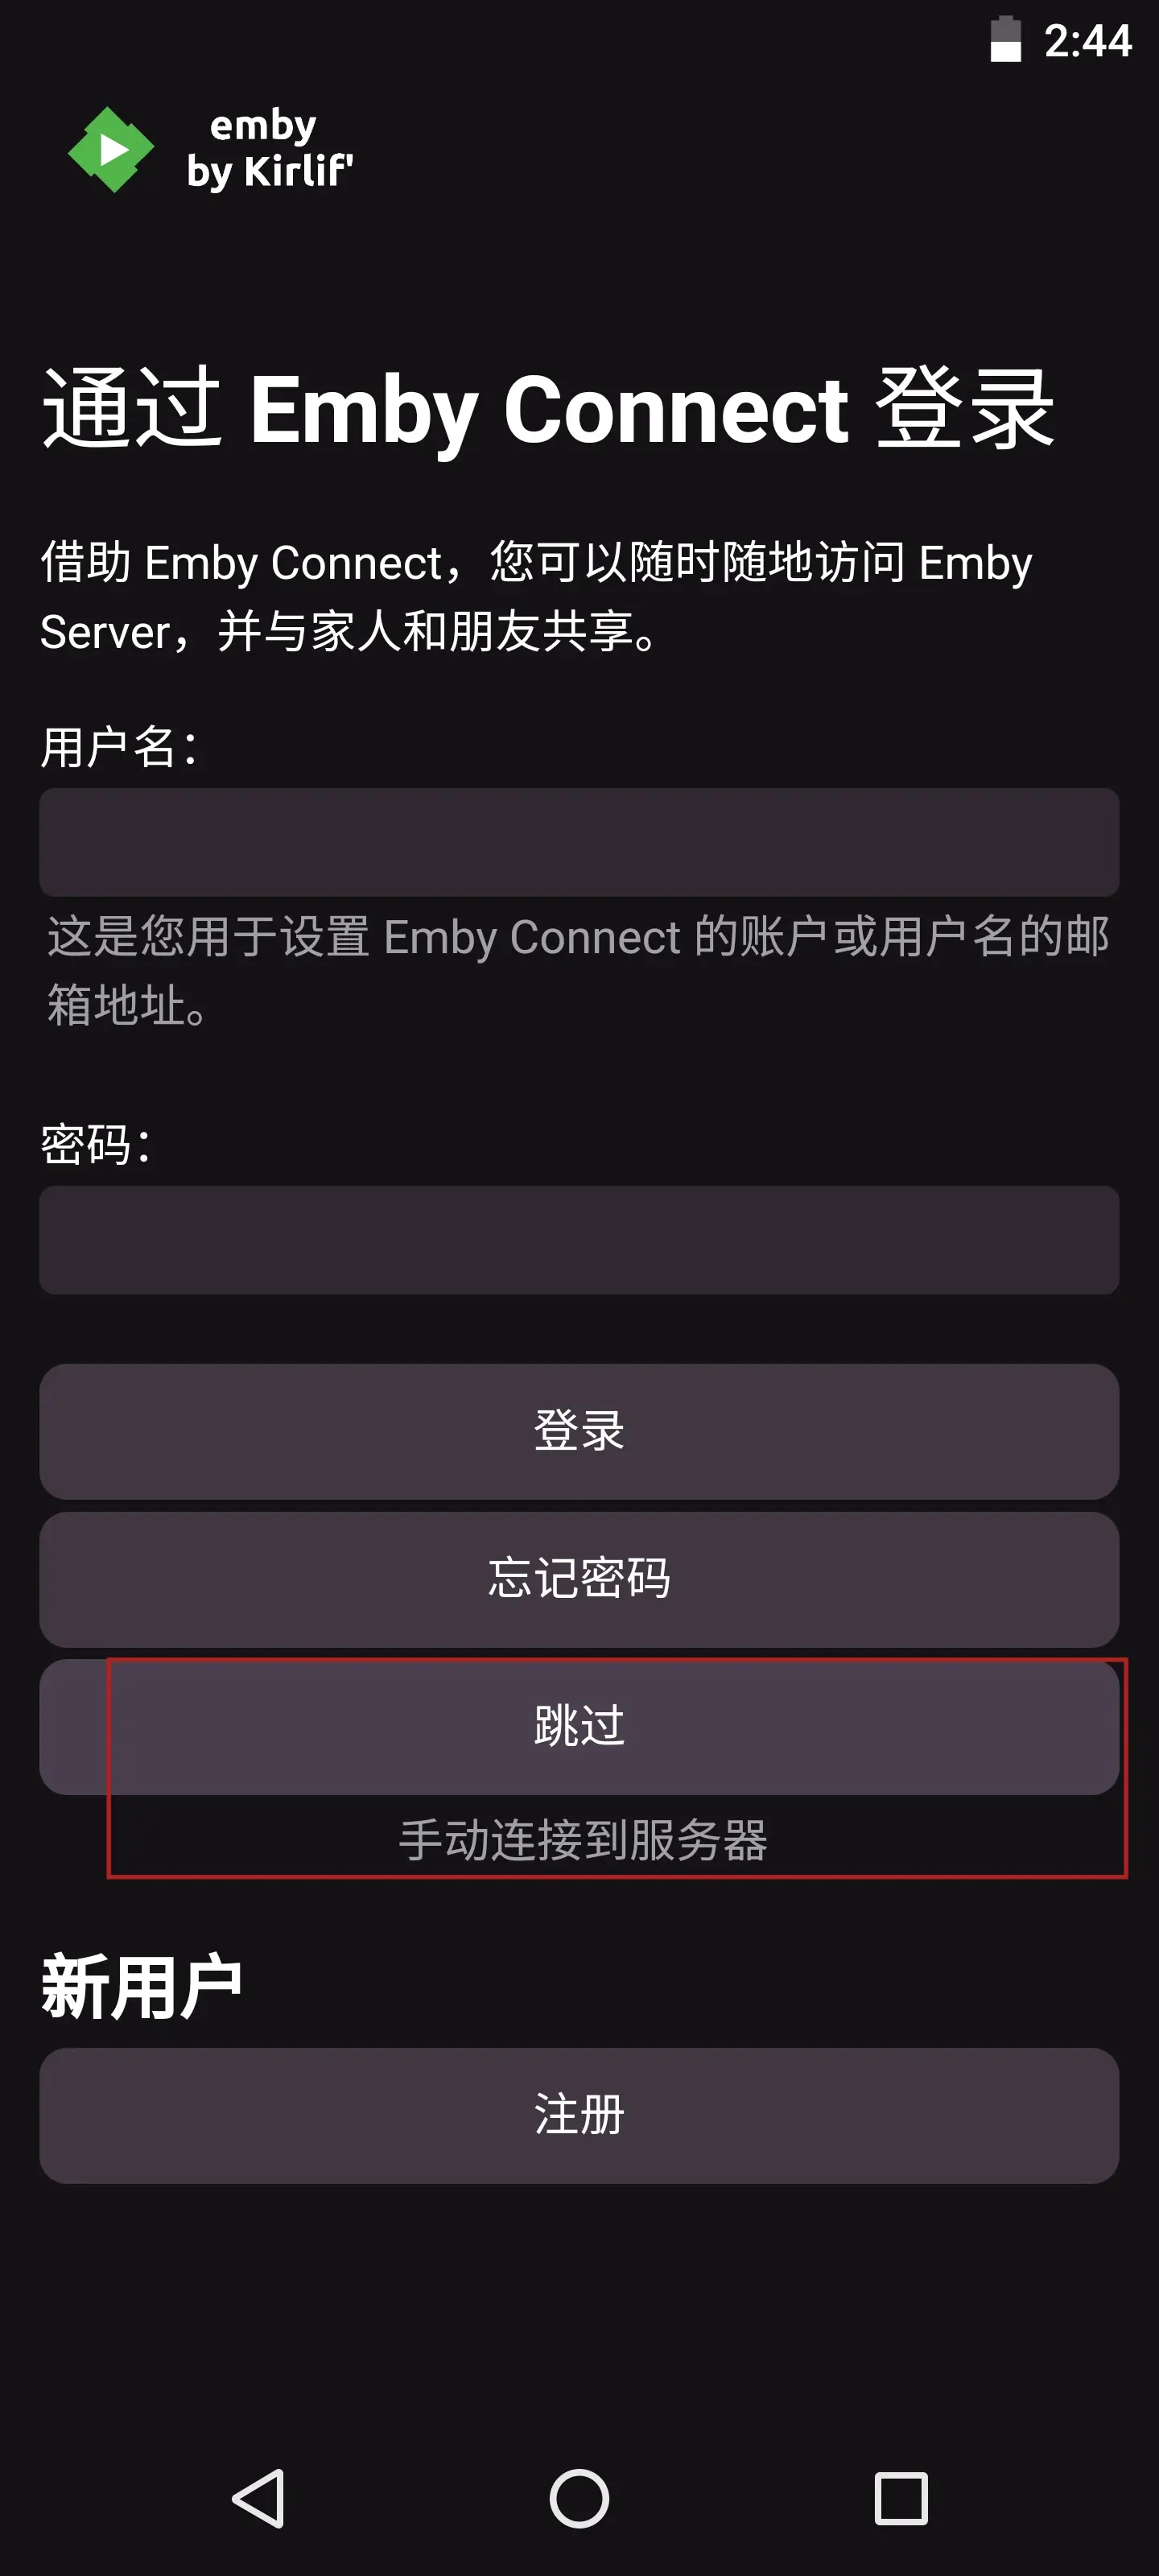 2:44
emby
by Kirlif'
通过 Emby Connect 登录
借助 Emby Connect，您可以随时随地访问 Emby
Server，并与家人和朋友共享。
用户名：
这是您用于设置 Emby Connect 的账户或用户名的邮
箱地址。
密码：
登录
忘记密码
跳过
手动连接到服务器
新用户
注册